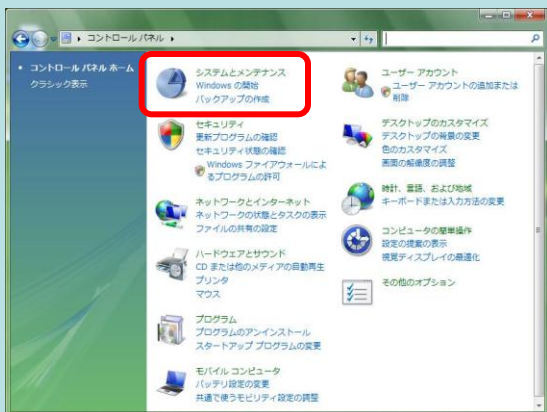 コントロール パネル
コントロール パネル ホーム
クラシック表示
システムとメンテナンス
Windows の開始
バックアップの作成
セキュリティ
更新プログラムの確認
セキュリティ状態の確認
Windows ファイアウォールによ
るプログラムの許可
ネットワークとインターネット
ネットワークの状態とタスクの表示
ファイルの共有の設定
ハードウェアとサウンド
CD または他のメディアの自動再生
プリンタ
マウス
プログラム
プログラムのアンインストール
スタートアップ プログラムの変更
モバイル コンピュータ
バッテリ設定の変更
共通で使うモビリティ設定の調整
ユーザー アカウント
ユーザー アカウントの追加または
削除
デスクトップのカスタマイズ
デスクトップの背景の変更
色のカスタマイズ
画面の解像度の調整
時計、言語、および地域
キーボードまたは入力方法の変更
コンピュータの簡単操作
設定の提案の表示
視覚ディスプレイの最適化
その他のオプション